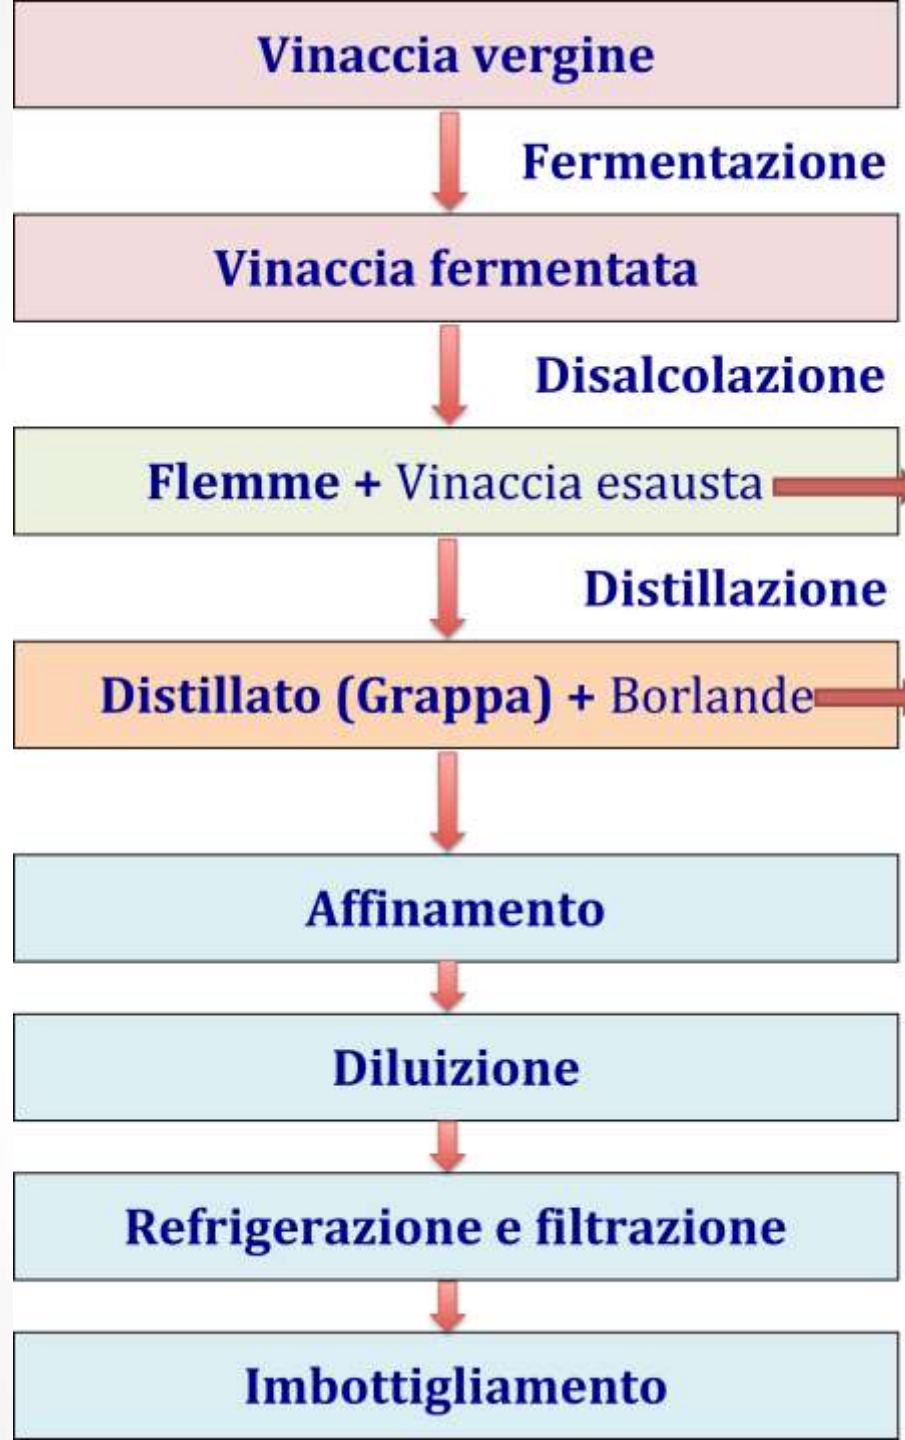 Vinaccia vergine
Fermentazione
Vinaccia fermentata
Disalcolazione
Flemme + Vinaccia esausta
Distillazione
Distillato (Grappa) + Borlande
Affinamento
Diluizione
Refrigerazione e filtrazione
Imbottigliamento